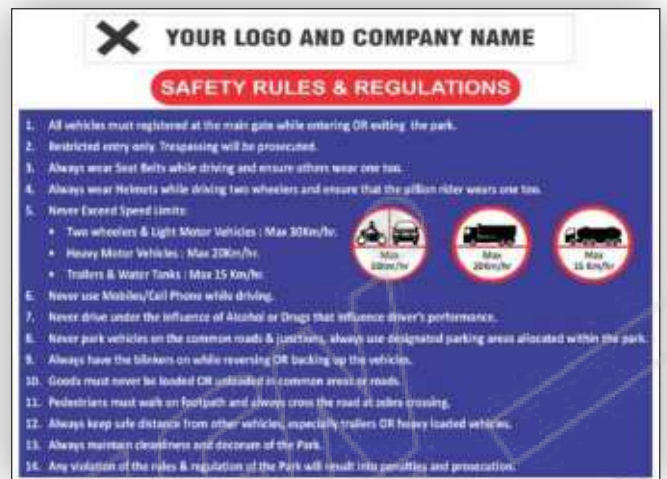 YOUR LOGO AND COMPANY NAME
SAFETY RULES & REGULATIONS
1. All vehicles must registered at the main gate while entering OR exiting the park.
2. Restricted entry only. Trespassing will be prosecuted.
3. Always wear Seat Belts while driving and ensure others wear one too.
4. Always wear Helmets while driving two wheelers and ensure that the pillion rider wears one too.
5. Never Exceed Speed Limits:
• Two wheelers & Light Motor Vehicles : Max 30Km/hr.
• Heavy Motor Vehicles : Max 20Km/hr.
• Trailers & Water Tanks : Max 15 Km/hr
Max
30Km/hr
Max
20Km/hr
Max
15 Km/hr
6. Never use Mobiles/Cell Phone while driving.
7. Never drive under the influence of Alcohol or Drugs that influence driver's performance.
8. Never park vehicles on the common roads & junctions, always use designated parking areas allocated within the park.
9. Always have the blinkers on while reversing OR backing up the vehicles.
10. Goods must never be loaded OR unloaded in common areas or roads.
11. Pedestrians must walk on footpath and always cross the road at zebra crossing.
12. Always keep safe distance from other vehicles, especially trailers OR heavy loaded vehicles.
13. Always maintain cleanliness and decorum of the Park.
14. Any violation of the rules & regulation of the Park will result into penalties and prosecution.